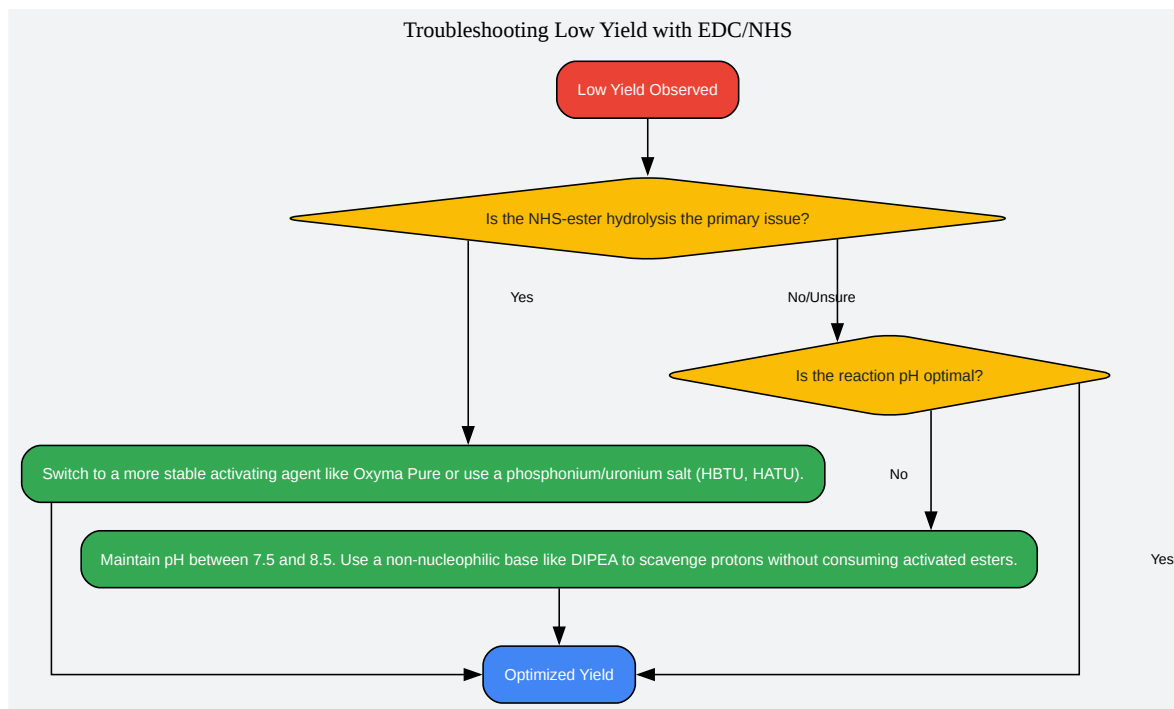 Troubleshooting Low Yield with EDC/NHS
Low Yield Observed
Is the NHS-ester hydrolysis the primary issue?
Yes
No/Unsure
Is the reaction pH optimal?
Switch to a more stable activating agent like Oxyma Pure or use a phosphonium/uronium salt (HBTU, HATU).
No
Maintain pH between 7.5 and 8.5. Use a non-nucleophilic base like DIPEA to scavenge protons without consuming activated esters.
Yes
Optimized Yield